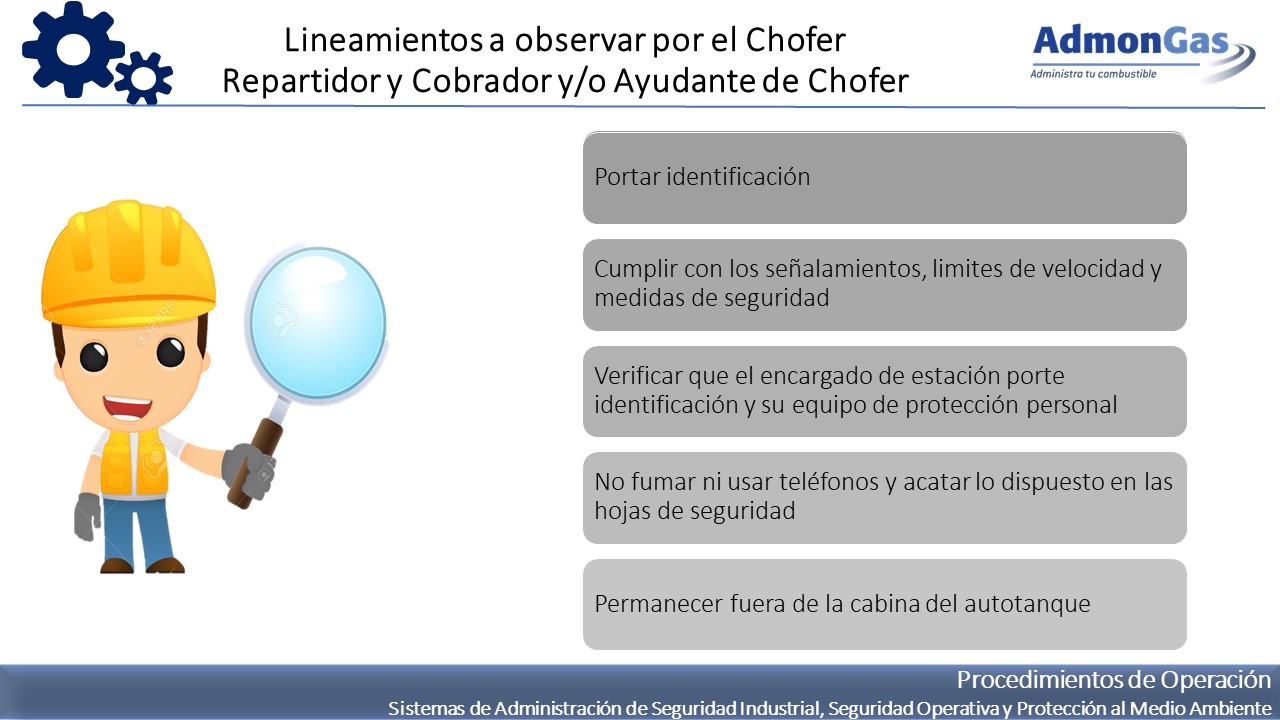 Lineamientos a observar por el Chofer
Repartidor y Cobrador y/o Ayudante de Chofer
AdmonGas
Administra tu combustible
Portar identificación
Cumplir con los señalamientos, limites de velocidad y
medidas de seguridad
Verificar que el encargado de estación porte
identificación y su equipo de protección personal
No fumar ni usar teléfonos y acatar lo dispuesto en las
hojas de seguridad
Permanecer fuera de la cabina del autotanque
Procedimientos de Operación
Sistemas de Administración de Seguridad Industrial, Seguridad Operativa y Protección al Medio Ambiente